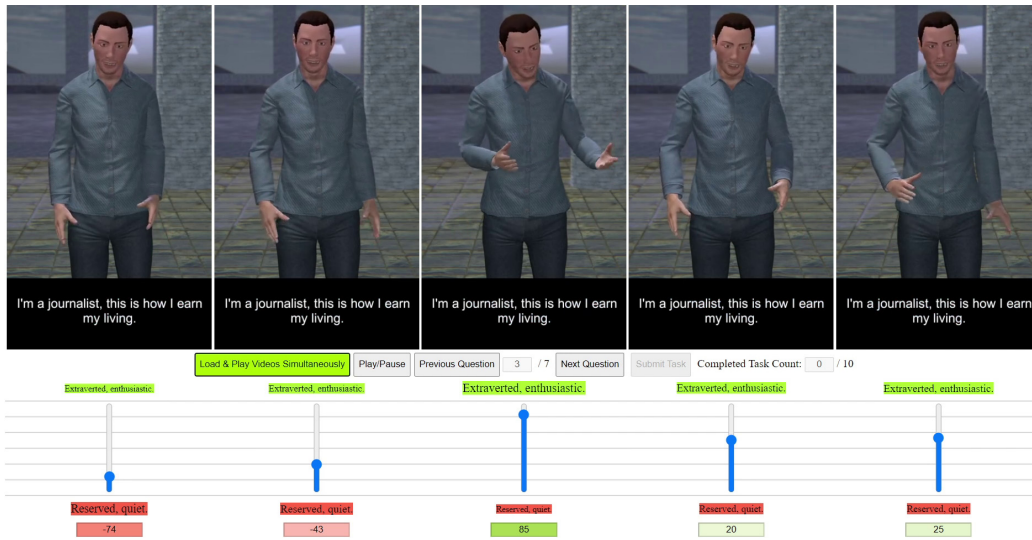 I'm a journalist, this is how I earn
my living.
I'm a journalist, this is how I earn
my living.
I'm a journalist, this is how I earn
my living.
I'm a journalist, this is how I earn
my living.
I'm a journalist, this is how I earn
my living.
Load & Play Videos Simultaneously Play/Pause Previous Question 3 / 7 Next Question Submit Task Completed Task Count: 0 / 10
Extraverted, enthusiastic. Extraverted, enthusiastic. Extraverted, enthusiastic. Extraverted, enthusiastic. Extraverted, enthusiastic.
Reserved, quiet. Reserved, quiet. Reserved, quiet. Reserved, quiet. Reserved, quiet.
-74 -43 85 20 25